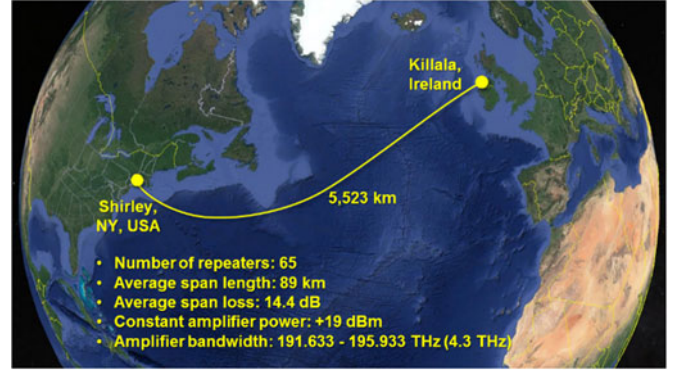 Killala,
Ireland
5,523 km
Shirley,
NY, USA
• Number of repeaters: 65
• Average span length: 89 km
• Average span loss: 14.4 dB
• Constant amplifier power: +19 dBm
• Amplifier bandwidth: 191.633 - 195.933 THz (4.3 THz)